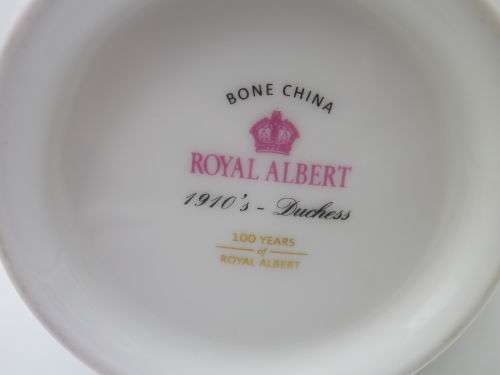 BONE CHINA
ROYAL ALBERT
1910's - Duchess
100 YEARS
of
ROYAL ALBERT